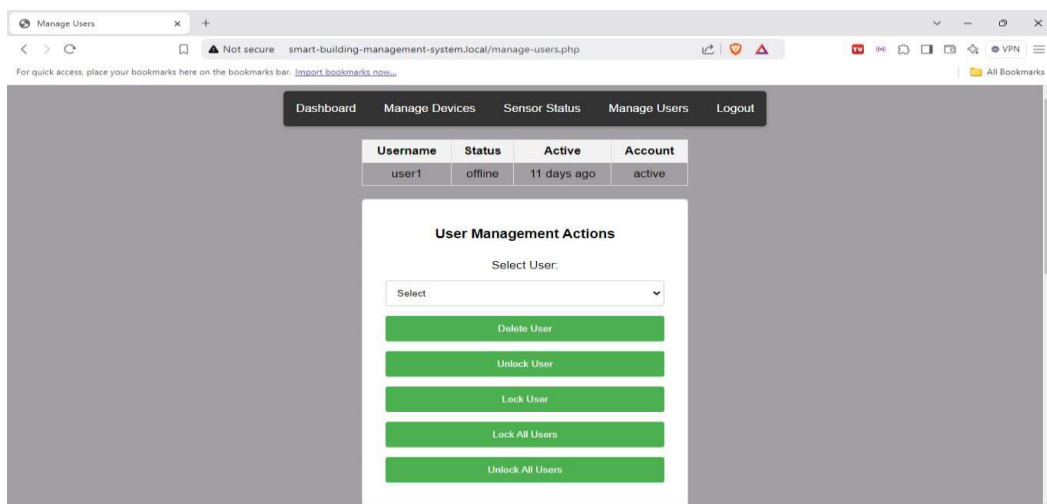 Manage Users
Not secure smart-building-management-system.local/manage-users.php
VPN
For quick access, place your bookmarks here on the bookmarks bar. Import bookmarks now...
All Bookmarks
Dashboard Manage Devices Sensor Status Manage Users Logout
Username Status Active Account
user1 offline 11 days ago active
User Management Actions
Select User:
Select
Delete User
Unlock User
Lock User
Lock All Users
Unlock All Users